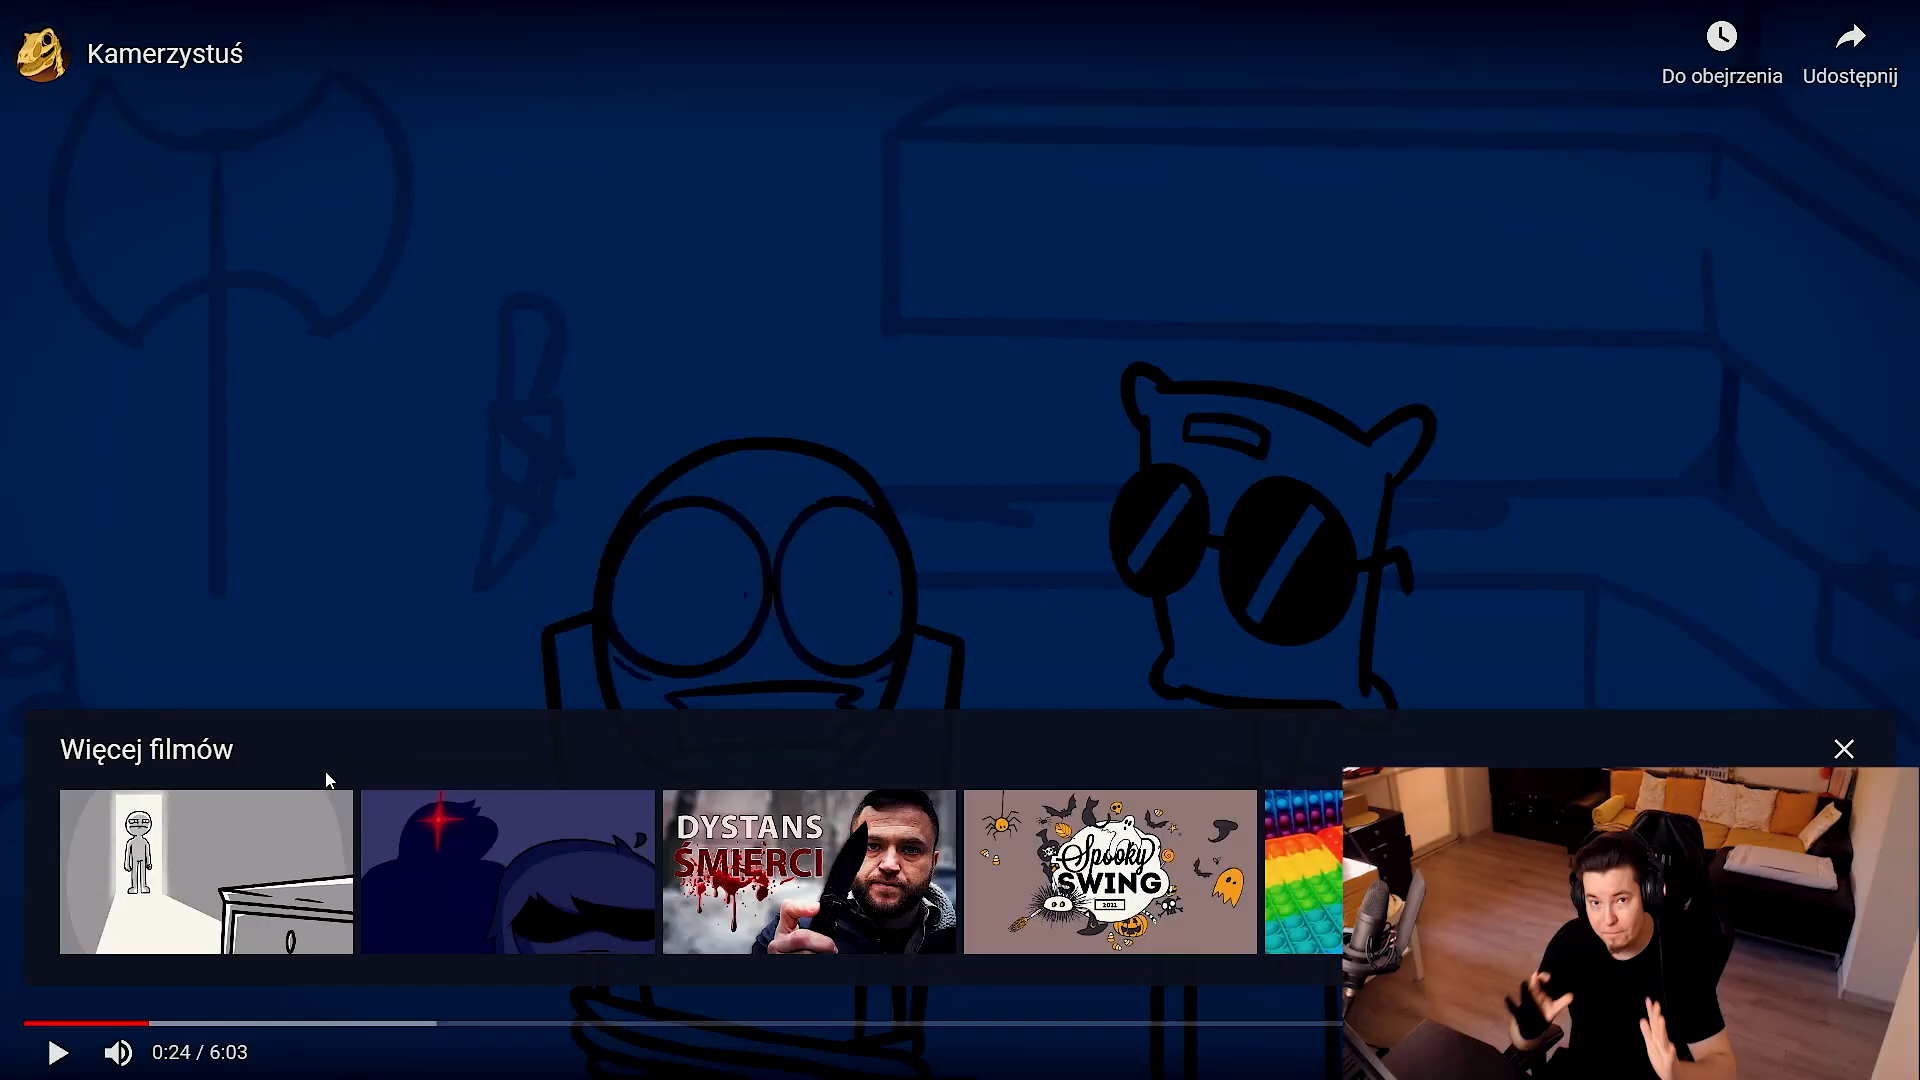 Kamerzystuś
Do obejrzenia
Udostępnij
Więcej filmów
DYSTANS
ŚMIERCI
Spooky
SWING
2021
0:24 / 6:03